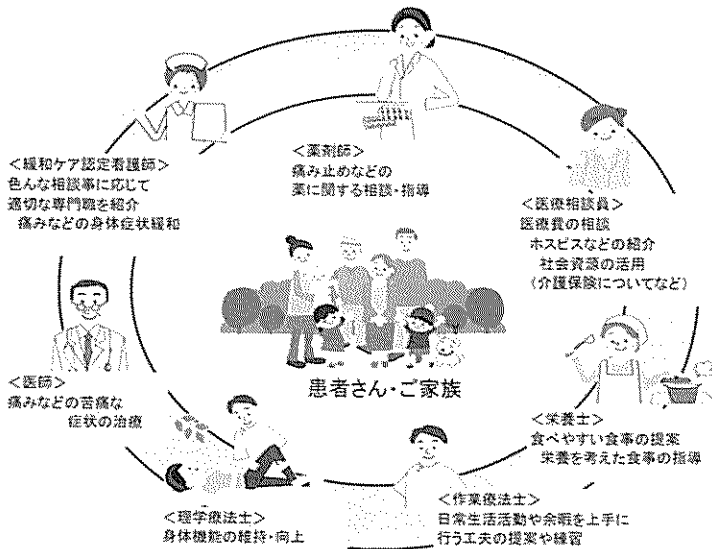 <薬剤師>
痛み止めなどの
薬に関する相談・指導
<緩和ケア認定看護師>
色んな相談事に応じて
適切な専門職を紹介
痛みなどの身体症状緩和
<医療相談員>
医療費の相談
ホスピスなどの紹介
社会資源の活用
(介護保険についてなど)
患者さん・ご家族
<医師>
痛みなどの苦痛な
症状の治療
<栄養士>
食べやすい食事の提案
栄養を考えた食事の指導
<理学療法士>
身体機能の維持・向上
<作業療法士>
日常生活活動や余暇を上手に
行う工夫の提案や練習